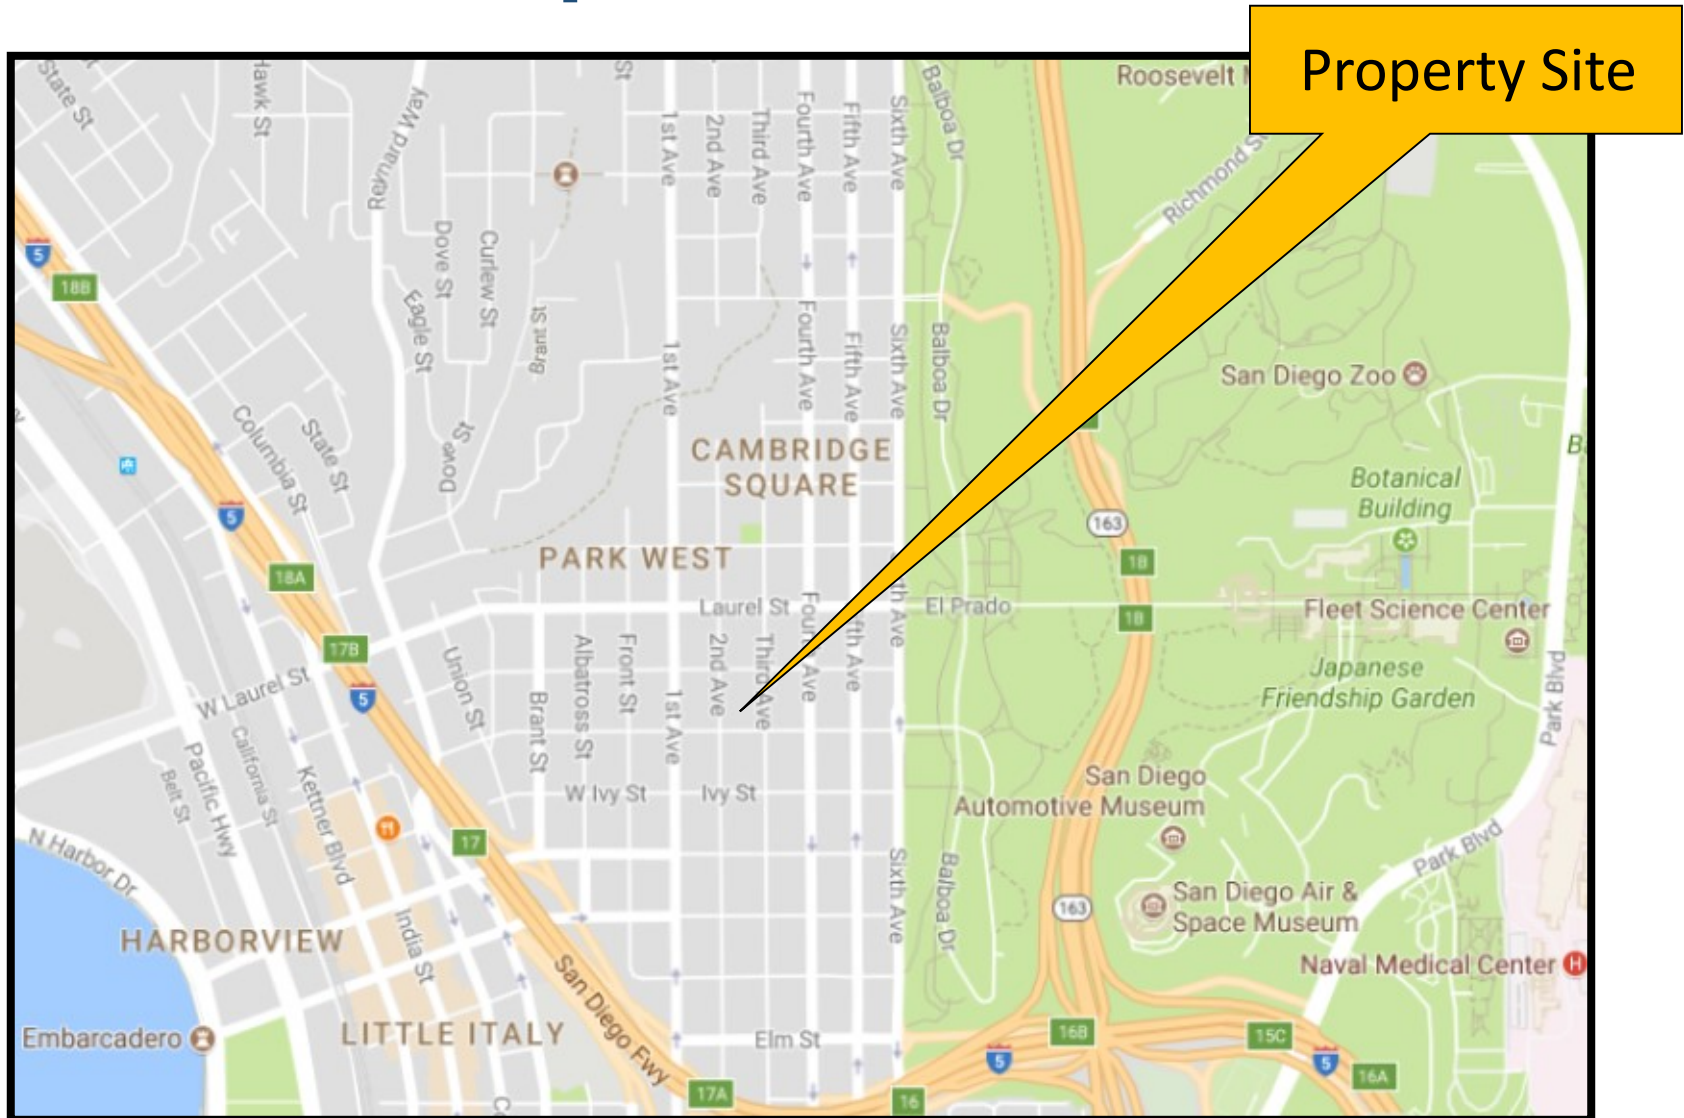 Property Site
Roosevelt
State St
Hawk St
St
Reynard Way
1st Ave
2nd Ave
Third Ave
Fourth Ave
Fifth Ave
Sixth Ave
Balboa Dr
Richmond St
5
18B
Dove St
Curlew St
Eagle St
Brant St
1st Ave
Fourth Ave
Fifth Ave
Sixth Ave
Balboa Dr
San Diego Zoo
Columbia St
State St
Dove St
CAMBRIDGE
SQUARE
Botanical
Building
5
163
PARK WEST
18A
1B
Laurel St
El Prado
1B
Fleet Science Center
17B
Fourth Ave
Ave
Union St
Albatross St
Front St
2nd Ave
Third Ave
Japanese
Friendship Garden
W Laurel St
5
Brant St
1st Ave
Park Blvd
Pacific Hwy
California St
Belt St
Kettner Blvd
W Ivy St
Ivy St
San Diego
Automotive Museum
N Harbor Dr
17
Sixth Ave
Balboa Dr
Park Blvd
San Diego Air &
Space Museum
163
HARBORVIEW
India St
San Diego Fwy
Naval Medical Center
H
Embarcadero
LITTLE ITALY
Elm St
16B
15C
5
5
16A
17A
16